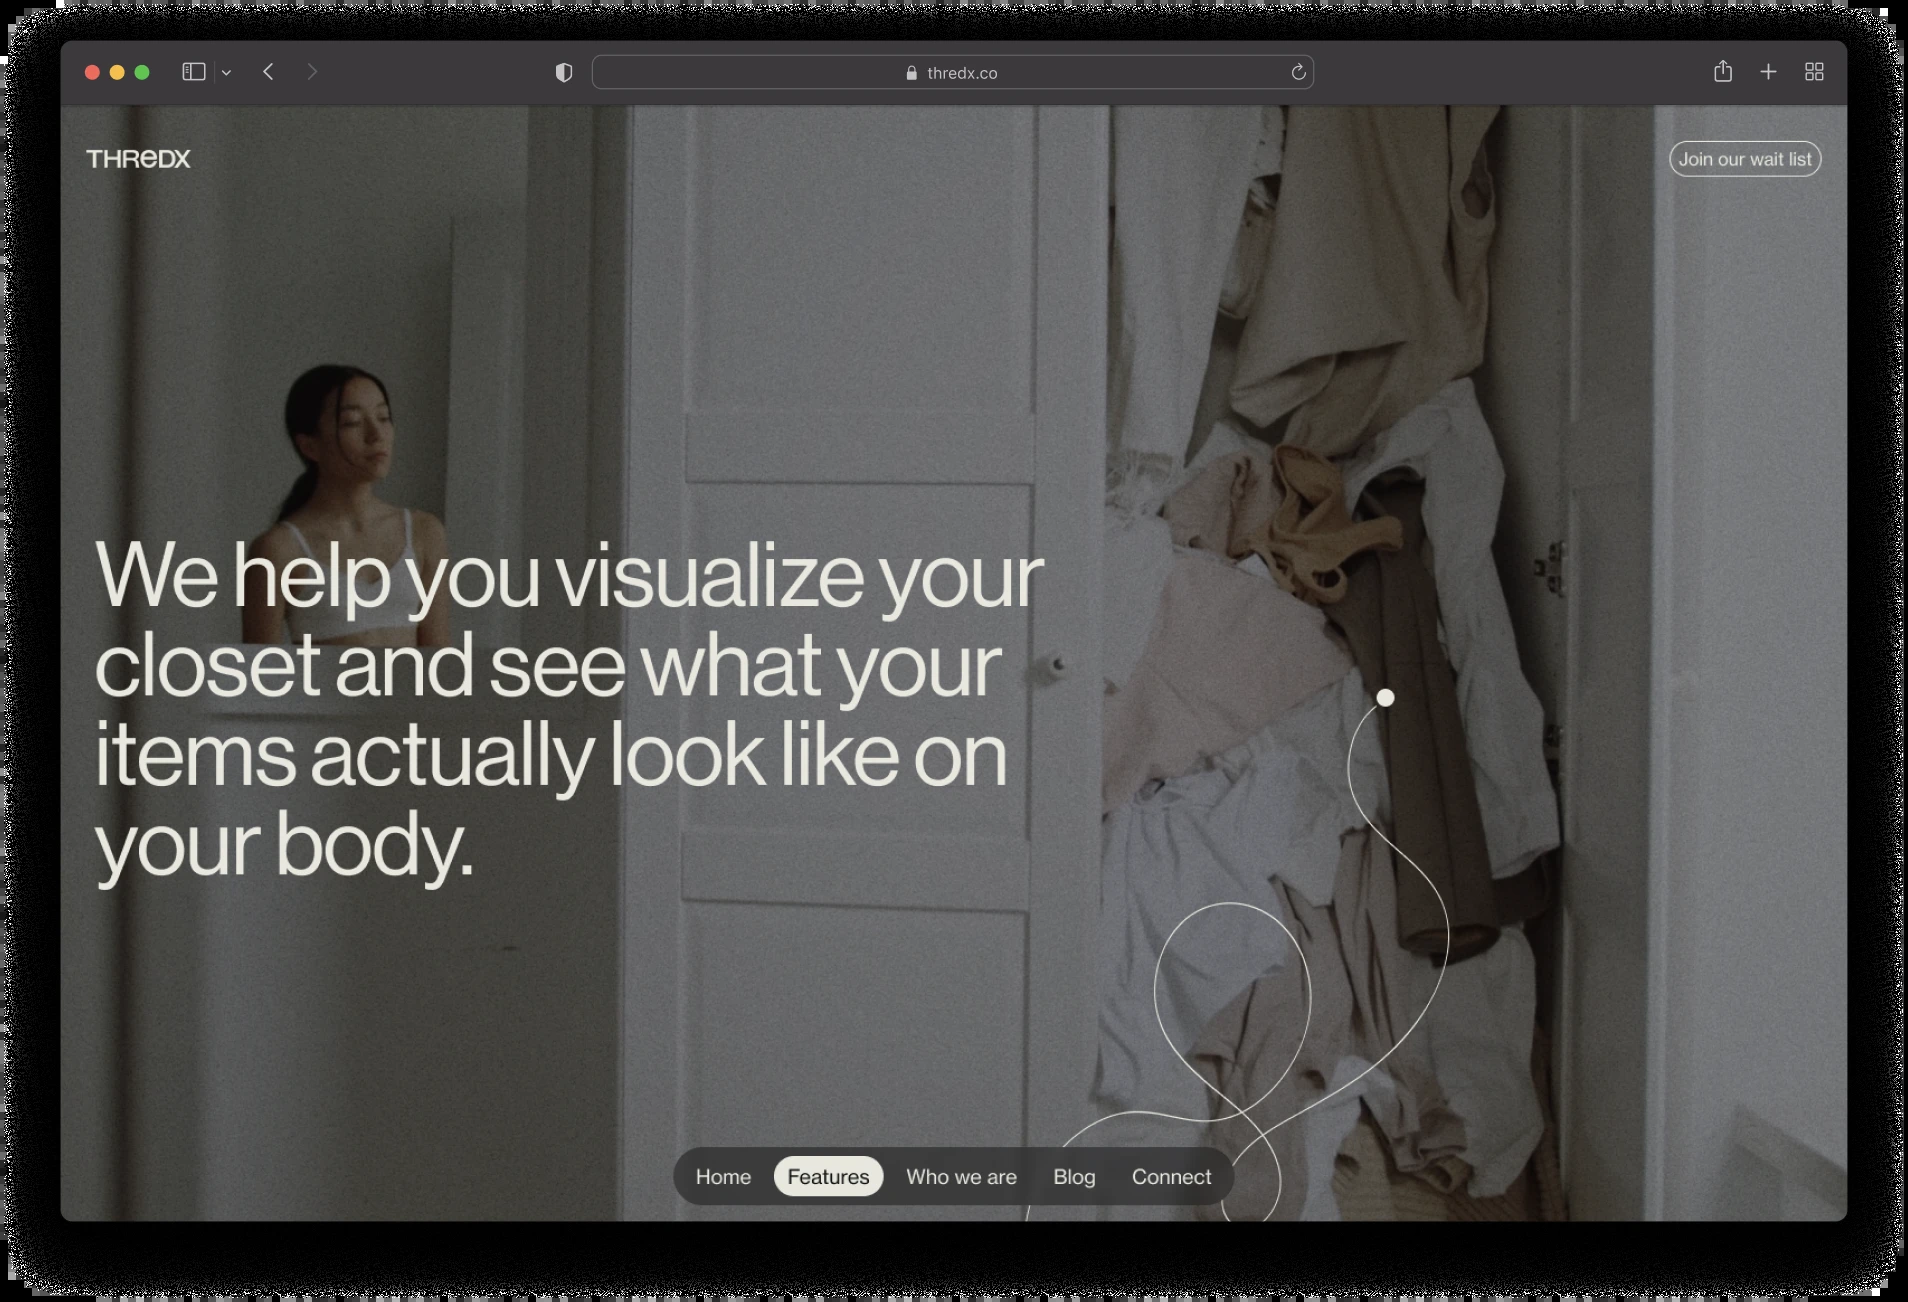 thredx.co
THReDX
Join our wait list
We help you visualize your
closet and see what your
items actually look like on
your body.
Home Features Who we are Blog Connect